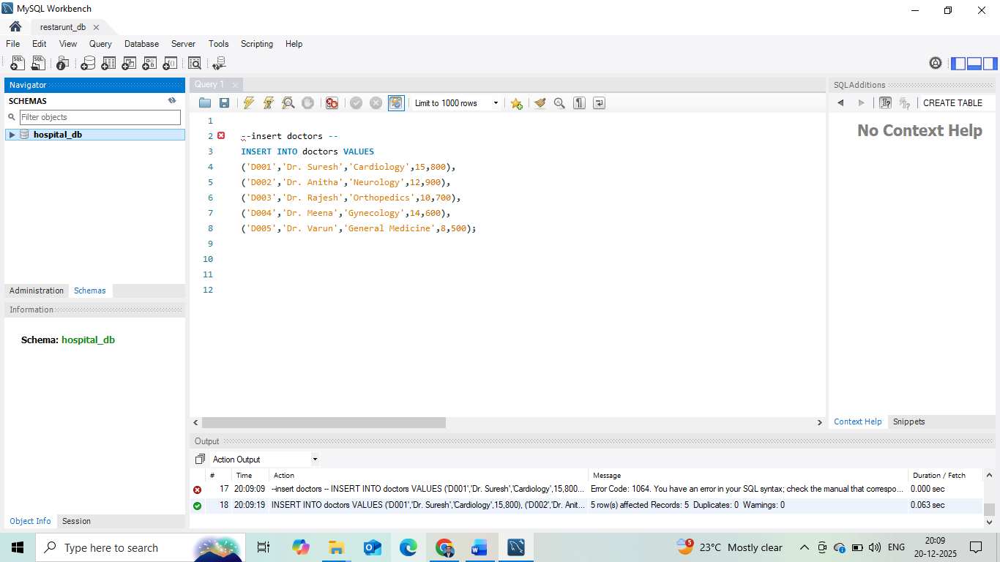 MySQL Workbench
restarunt_db
File Edit View Query Database Server Tools Scripting Help
Navigator
SCHEMAS
Filter objects
hospital_db
Administration Schemas
Information
Schema: hospital_db
Object Info Session
Query 1
Limit to 1000 rows
1
2 --insert doctors --
3 INSERT INTO doctors VALUES
4 ('D001','Dr. Suresh','Cardiology',15,800),
5 ('D002','Dr. Anitha','Neurology',12,900),
6 ('D003','Dr. Rajesh','Orthopedics',10,700),
7 ('D004','Dr. Meena','Gynecology',14,600),
8 ('D005','Dr. Varun','General Medicine',8,500);
9
10
11
12
SQLAdditions
CREATE TABLE
No Context Help
Context Help Snippets
Output
Action Output
# Time Action Message Duration / Fetch
17 20:09:09 --insert doctors -- INSERT INTO doctors VALUES ('D001','Dr. Suresh','Cardiology',15,800... Error Code: 1064. You have an error in your SQL syntax; check the manual that correspo... 0.000 sec
18 20:09:19 INSERT INTO doctors VALUES ('D001','Dr. Suresh','Cardiology',15,800), ('D002','Dr. Anit... 5 row(s) affected Records: 5 Duplicates: 0 Warnings: 0 0.063 sec
Type here to search
5
23°C Mostly clear
ENG
20:09
20-12-2025